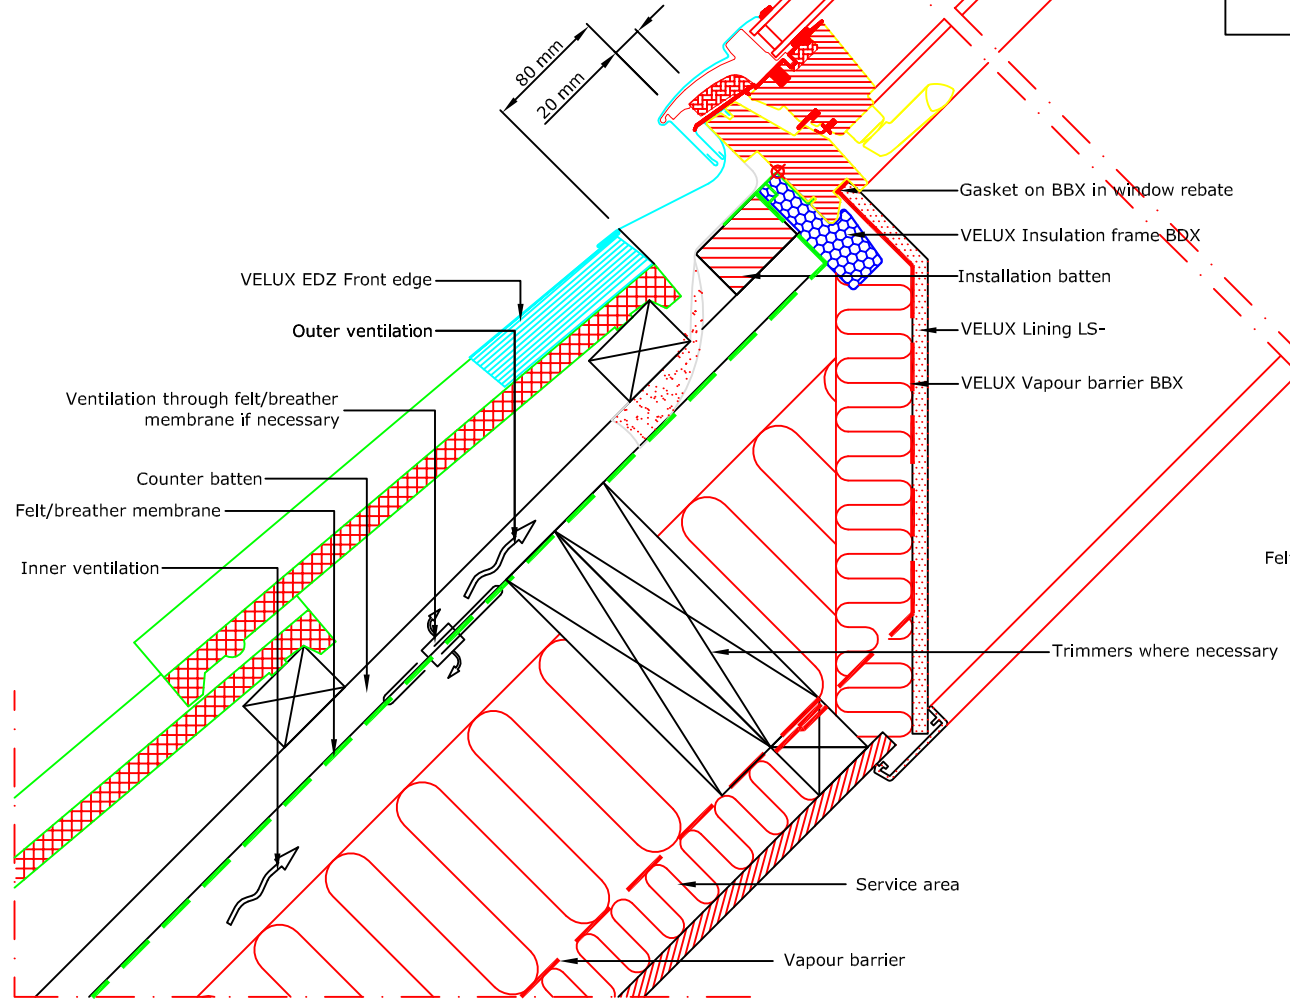 80 mm
20 mm
Gasket on BBX in window rebate
VELUX Insulation frame BDX
VELUX EDZ Front edge
Installation batten
Outer ventilation
VELUX Lining LS-
VELUX Vapour barrier BBX
Ventilation through felt/breather
membrane if necessary
Counter batten
Felt/breather membrane
Inner ventilation
Fel
Trimmers where necessary
Service area
Vapour barrier